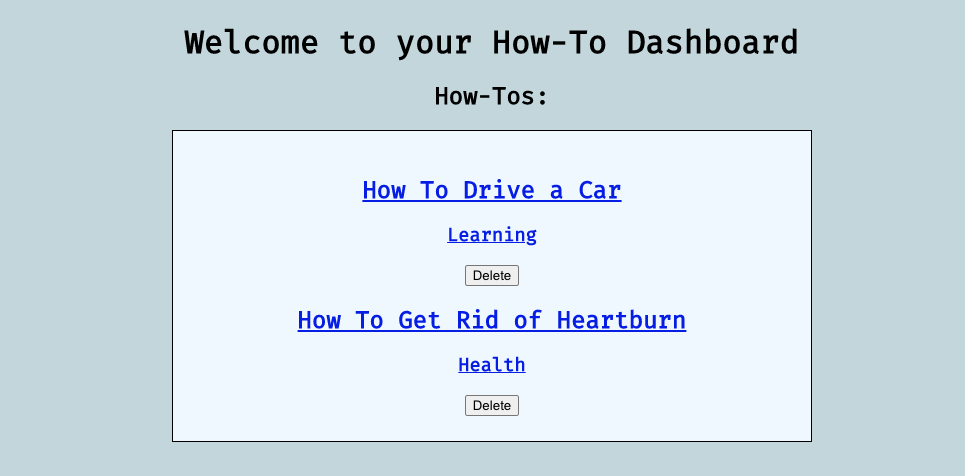 Welcome to your How-To Dashboard
How-Tos:
How To Drive a Car
Learning
Delete
How To Get Rid of Heartburn
Health
Delete